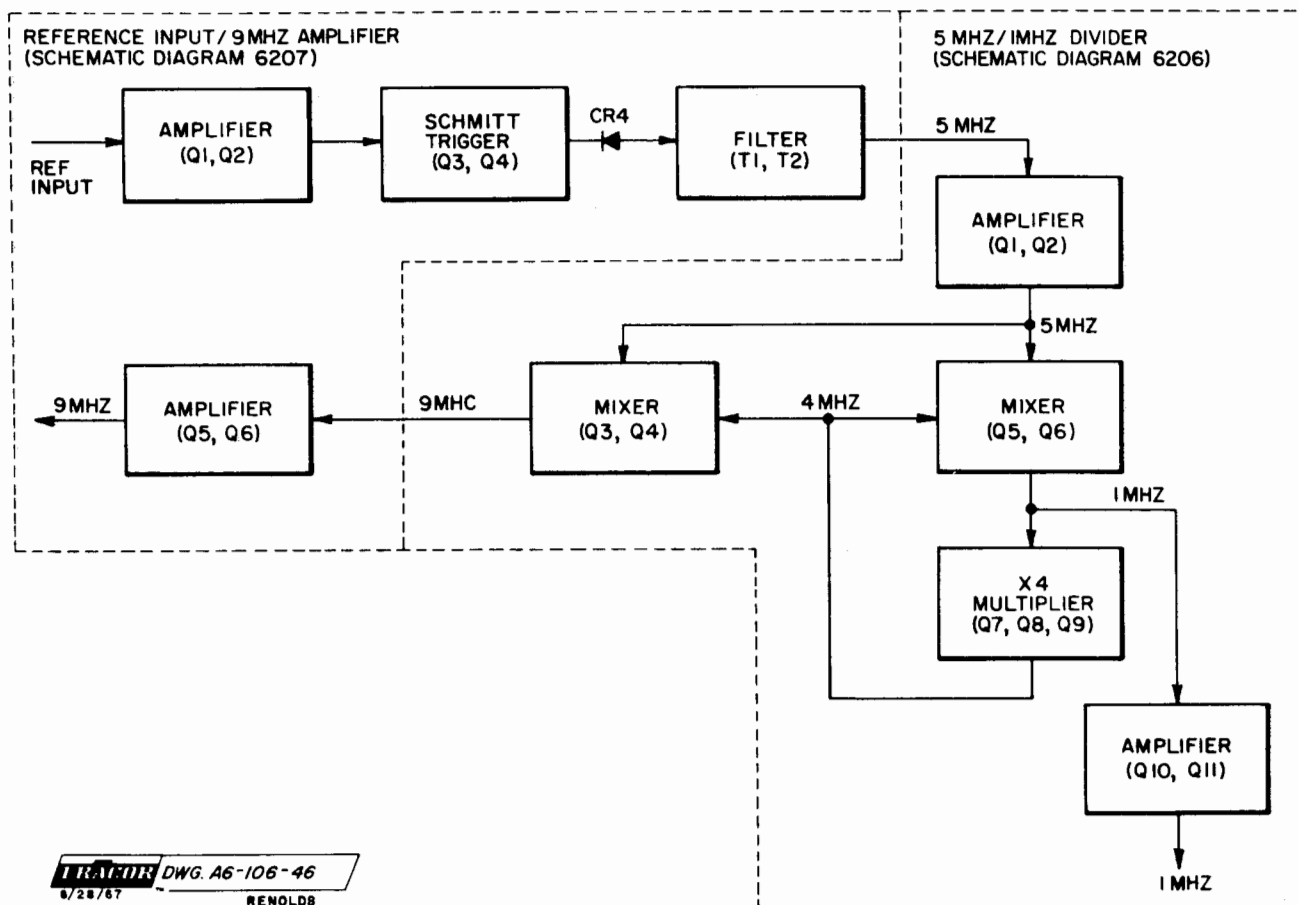 REFERENCE INPUT/9MHZ AMPLIFIER
(SCHEMATIC DIAGRAM 6207)
5 MHZ/1MHZ DIVIDER
(SCHEMATIC DIAGRAM 6206)
REF
INPUT
AMPLIFIER
(Q1, Q2)
SCHMITT
TRIGGER
(Q3, Q4)
CR4
FILTER
(T1, T2)
5 MHZ
AMPLIFIER
(Q1, Q2)
5MHZ
9MHZ
AMPLIFIER
(Q5, Q6)
9MHC
MIXER
(Q3, Q4)
4MHZ
MIXER
(Q5, Q6)
1MHZ
X4
MULTIPLIER
(Q7, Q8, Q9)
AMPLIFIER
(Q10, Q11)
1MHZ
TRACOR DWG. A6-106-46
6/28/67
RENOLDS